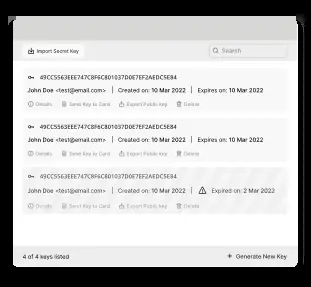 Import Secret Key
Search
49CC5563EEE747C8F6C801037D0E7EF2AEDC5E84
John Doe <test@email.com> | Created on: 10 Mar 2022 | Expires on: 10 Mar 2022
Details Send Key to Card Export Public key Delete
49CC5563EEE747C8F6C801037D0E7EF2AEDC5E84
John Doe <test@email.com> | Created on: 10 Mar 2022 | Expires on: 10 Mar 2022
Details Send Key to Card Export Public key Delete
49CC5563EEE747C8F6C801037D0E7EF2AEDC5E84
John Doe <test@email.com> | Created on: 10 Mar 2022 | Expired on: 2 Mar 2022
Details Send Key to Card Export Public key Delete
4 of 4 keys listed
+ Generate New Key